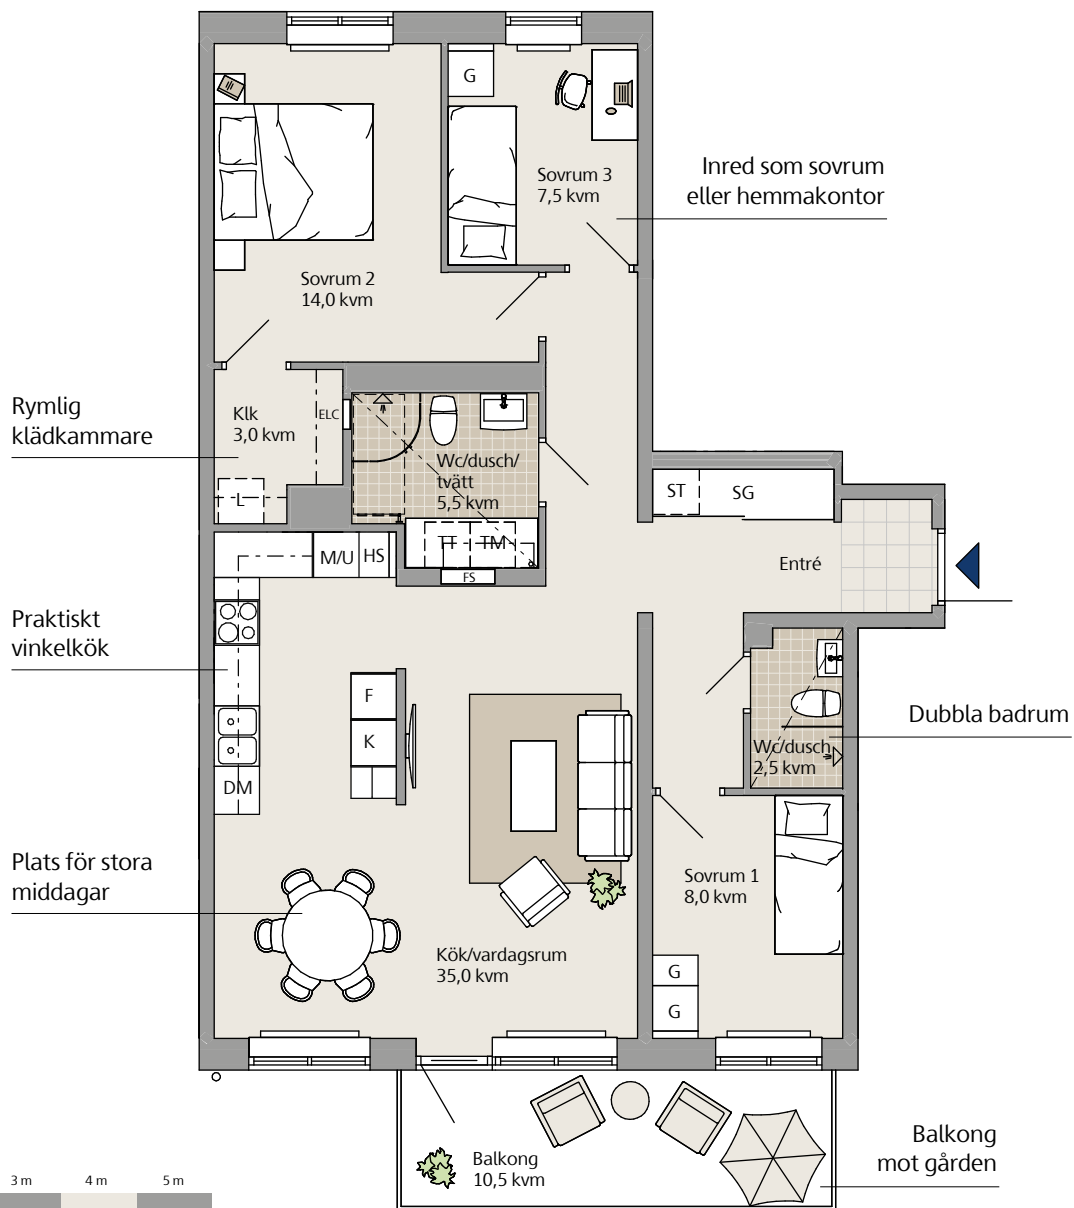 G
Sovrum 3
7,5 kvm
Inred som sovrum
eller hemmakontor
Sovrum 2
14,0 kvm
Rymlig
klädkammare
Klk
3,0 kvm
ELC
L
Wc/dusch/
tvätt
5,5 kvm
TT
TM
FS
ST
SG
Entré
M/U
HS
Praktiskt
vinkelkök
F
K
DM
Wc/dusch
2,5 kvm
Dubbla badrum
Plats för stora
middagar
Sovrum 1
8,0 kvm
Kök/vardagsrum
35,0 kvm
G
G
Balkong
10,5 kvm
Balkong
mot gården
3 m
4 m
5 m